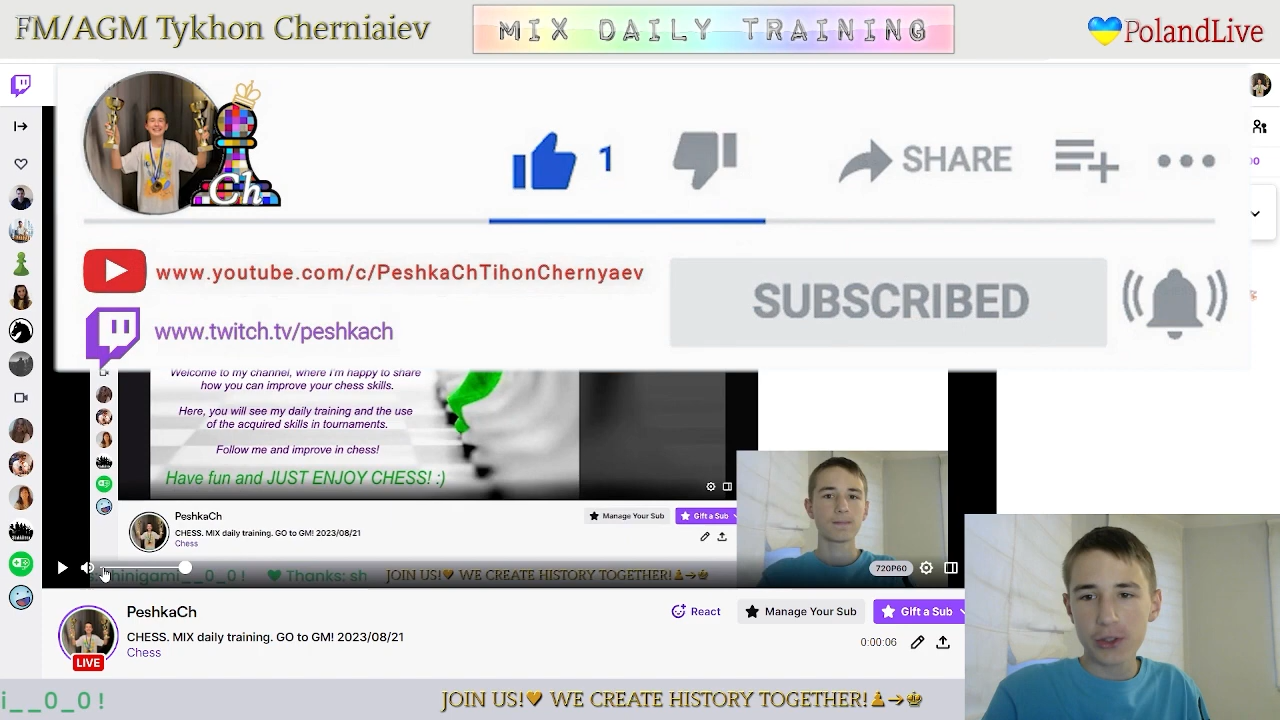 FM/AGM Tykhon Cherniaiev
MIX DAILY TRAINING
PolandLive
Ch
1
SHARE
www.youtube.com/c/PeshkaChTihonChernyaev
SUBSCRIBED
www.twitch.tv/peshkach
Welcome to my channel, where I'm happy to share
how you can improve your chess skills.
Here, you will see my daily training and the use
of the acquired skills in tournaments.
Follow me and improve in chess!
Have fun and JUST ENJOY CHESS! :)
PeshkaCh
Manage Your Sub
Gift a Sub
CHESS. MIX daily training. GO to GM! 2023/08/21
Chess
hinigami__0_0 !
Thanks: sh
JOIN US! WE CREATE HISTORY TOGETHER!
720P60
PeshkaCh
React
Manage Your Sub
Gift a Sub
CHESS. MIX daily training. GO to GM! 2023/08/21
0:00:06
Chess
LIVE
i__0_0 !
JOIN US! WE CREATE HISTORY TOGETHER!